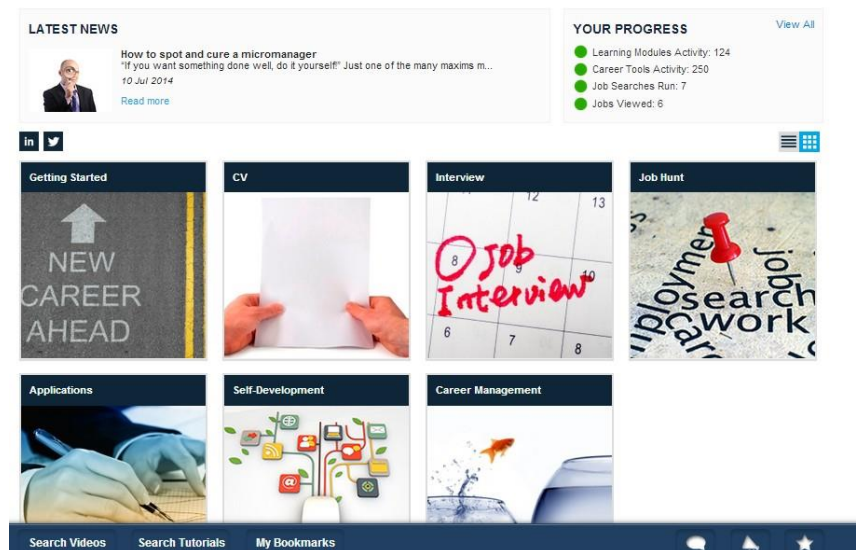 LATEST NEWS
How to spot and cure a micromanager
"If you want something done well, do it yourself!" Just one of the many maxims m...
10 Jul 2014
Read more
YOUR PROGRESS
View All
Learning Modules Activity: 124
Career Tools Activity: 250
Job Searches Run: 7
Jobs Viewed: 6
in
Getting Started
CV
Interview
Job Hunt
NEW
CAREER
AHEAD
12
13
8
9
10
Job
Interview
6
7
8
job
search
work
Applications
Self-Development
Career Management
@
Search Videos
Search Tutorials
My Bookmarks